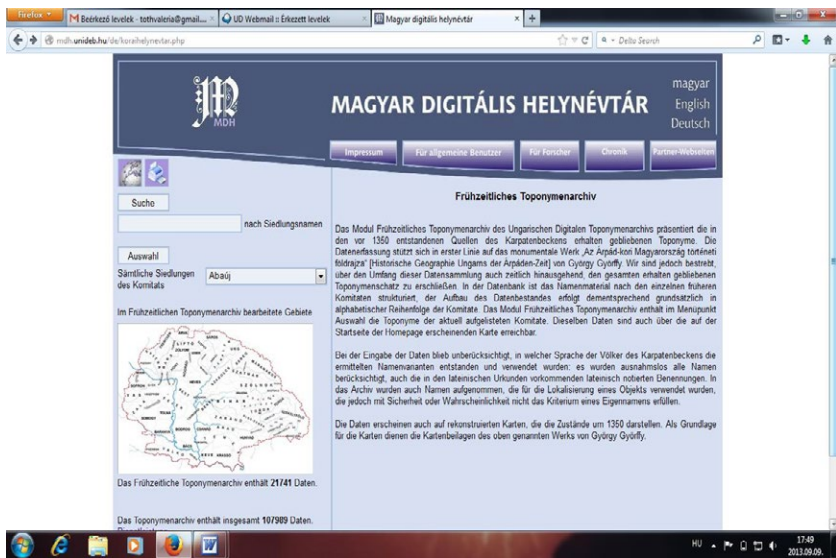 Firefox
Beérkező levelek - tothvaleria@gmail....
UD Webmail :: Érkezett levelek
Magyar digitális helynévtár
mdh.unideb.hu/de/koraihelynevtar.php
Delta Search
MDH
MAGYAR DIGITÁLIS HELYNÉVTÁR
magyar
English
Deutsch
Impressum
Für allgemeine Benutzer
Für Forscher
Chronik
Partner-Webseiten
Suche
nach Siedlungsnamen
Auswahl
Sämtliche Siedlungen
des Komitats
Abaúj
Im Frühzeitlichen Toponymenarchiv bearbeitete Gebiete
Das Frühzeitliche Toponymenarchiv enthält 21741 Daten.
Das Toponymenarchiv enthält insgesamt 107989 Daten.
Frühzeitliches Toponymenarchiv
Das Modul Frühzeitliches Toponymenarchiv des Ungarischen Digitalen Toponymenarchivs präsentiert die in
den vor 1350 entstandenen Quellen des Karpatenbeckens erhalten gebliebenen Toponyme. Die
Datenerfassung stützt sich in erster Linie auf das monumentale Werk „Az Árpád-kori Magyarország történeti
földrajza" [Historische Geographie Ungarns der Arpaden-Zeit] von György Györffy. Wir sind jedoch bestrebt,
über den Umfang dieser Datensammlung auch zeitlich hinausgehend, den gesamten erhalten gebliebenen
Toponymenschatz zu erschließen. In der Datenbank ist das Namenmaterial nach den einzelnen früheren
Komitaten strukturiert, der Aufbau des Datenbestandes erfolgt dementsprechend grundsätzlich in
alphabetischer Reihenfolge der Komitate. Das Modul Frühzeitliches Toponymenarchiv enthält im Menüpunkt
Auswahl die Toponyme der aktuell aufgelisteten Komitate. Dieselben Daten sind auch über die auf der
Startseite der Homepage erscheinenden Karte erreichbar.
Bei der Eingabe der Daten blieb unberücksichtigt, in welcher Sprache der Völker des Karpatenbeckens die
ermittelten Namenvarianten entstanden und verwendet wurden: es wurden ausnahmslos alle Namen
berücksichtigt, auch die in den lateinischen Urkunden vorkommenden lateinisch notierten Benennungen. In
das Archiv wurden auch Namen aufgenommen, die für die Lokalisierung eines Objekts verwendet wurden,
die jedoch mit Sicherheit oder Wahrscheinlichkeit nicht das Kriterium eines Eigennamens erfüllen.
Die Daten erscheinen auch auf rekonstruierten Karten, die die Zustände um 1350 darstellen. Als Grundlage
für die Karten dienen die Kartenbeilagen des oben genannten Werks von György Györffy.
HU
17:49
2013.09.09.